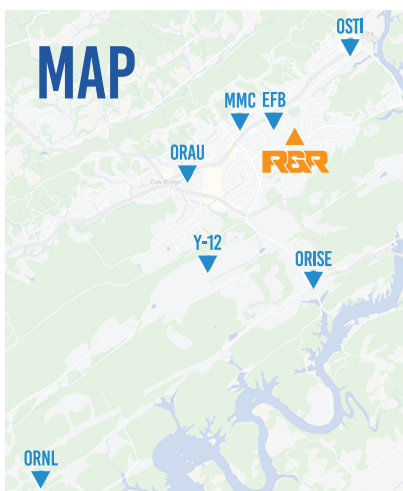 OSTI
MAP
MMC EFB
ORAU
R&R
Oak Ridge
Y-12
ORISE
ORNL